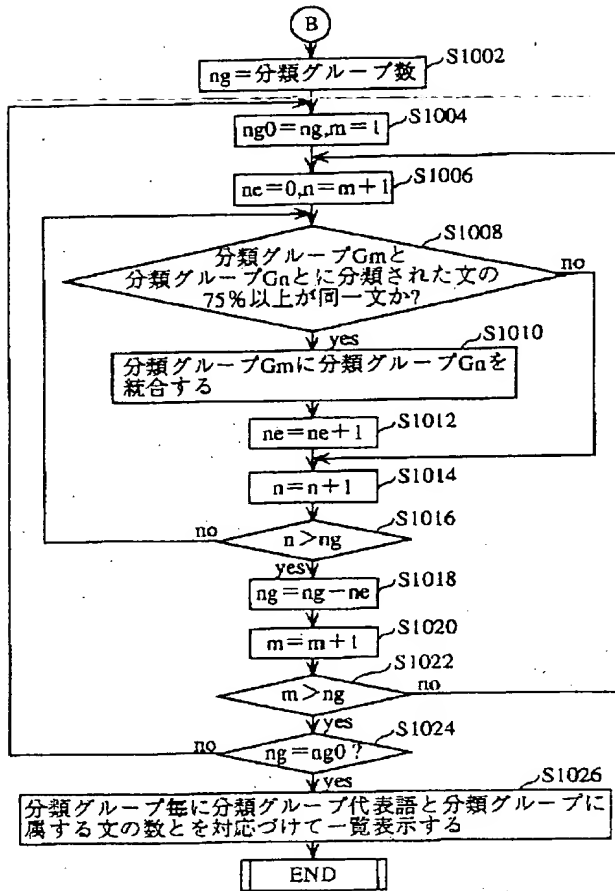 B
ng=分類グループ数
S1002
ng0=ng,m=1
S1004
ne=0,n=m+1
S1006
分類グループGmと
分類グループGnとに分類された文の
75%以上が同一文か?
S1008
no
yes
S1010
分類グループGmに分類グループGnを
統合する
ne=ne+1
S1012
n=n+1
S1014
S1016
no
n>ng
yes
ng=ng-ne
S1018
m=m+1
S1020
S1022
m>ng
no
yes
S1024
no
ng=ng0?
yes
S1026
分類グループ毎に分類グループ代表語と分類グループに
属する文の数とを対応づけて一覧表示する
END